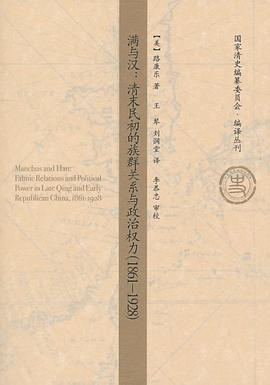 国家清史编纂委员会·编译丛刊
【美】路康乐 著 王琴 刘润堂 译 李恭忠 审校
满与汉：清末民初的族群关系与政治权力(1861—1928)
Manchus and Han:
Ethnic Relations and Political
Power in Late Qing and Early
Republican China, 1861-1928